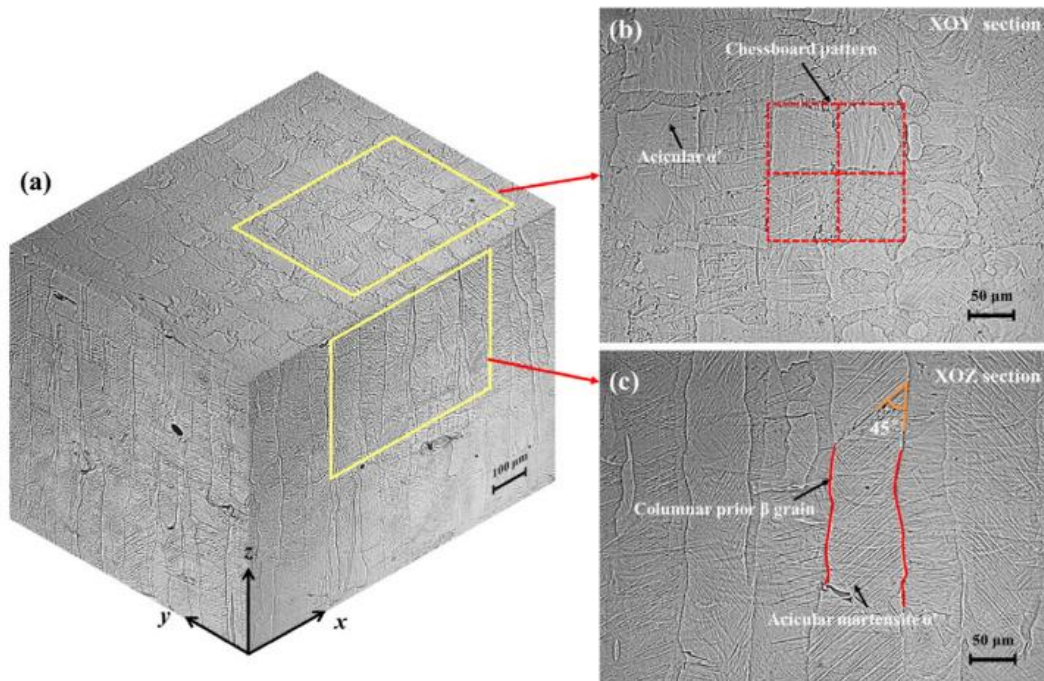 (a)
100 μm
z
y
x
(b)
XOY section
Chessboard pattern
Acicular α'
50 μm
(c)
XOZ section
45°
Columnar prior β grain
Acicular martensite α'
50 μm